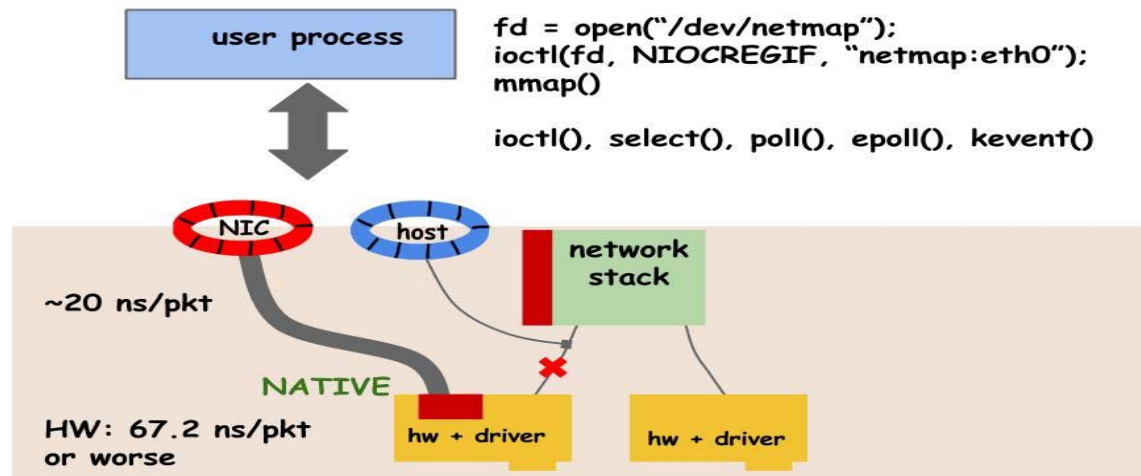 user process
fd = open(“/dev/netmap”);
ioctl(fd, NIOCREGIF, “netmap:eth0”);
mmap()
ioctl(), select(), poll(), epoll(), kevent()
NIC
host
network
stack
~20 ns/pkt
NATIVE
HW: 67.2 ns/pkt
or worse
hw + driver
hw + driver